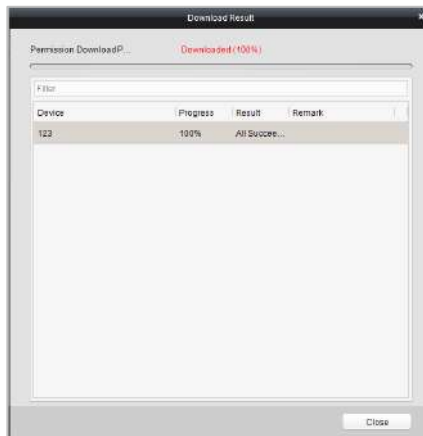 Download Result
Permission DownloadP... Downloaded (100%)
Filter
Device Progress Result Remark
123 100% All Succee...
Close